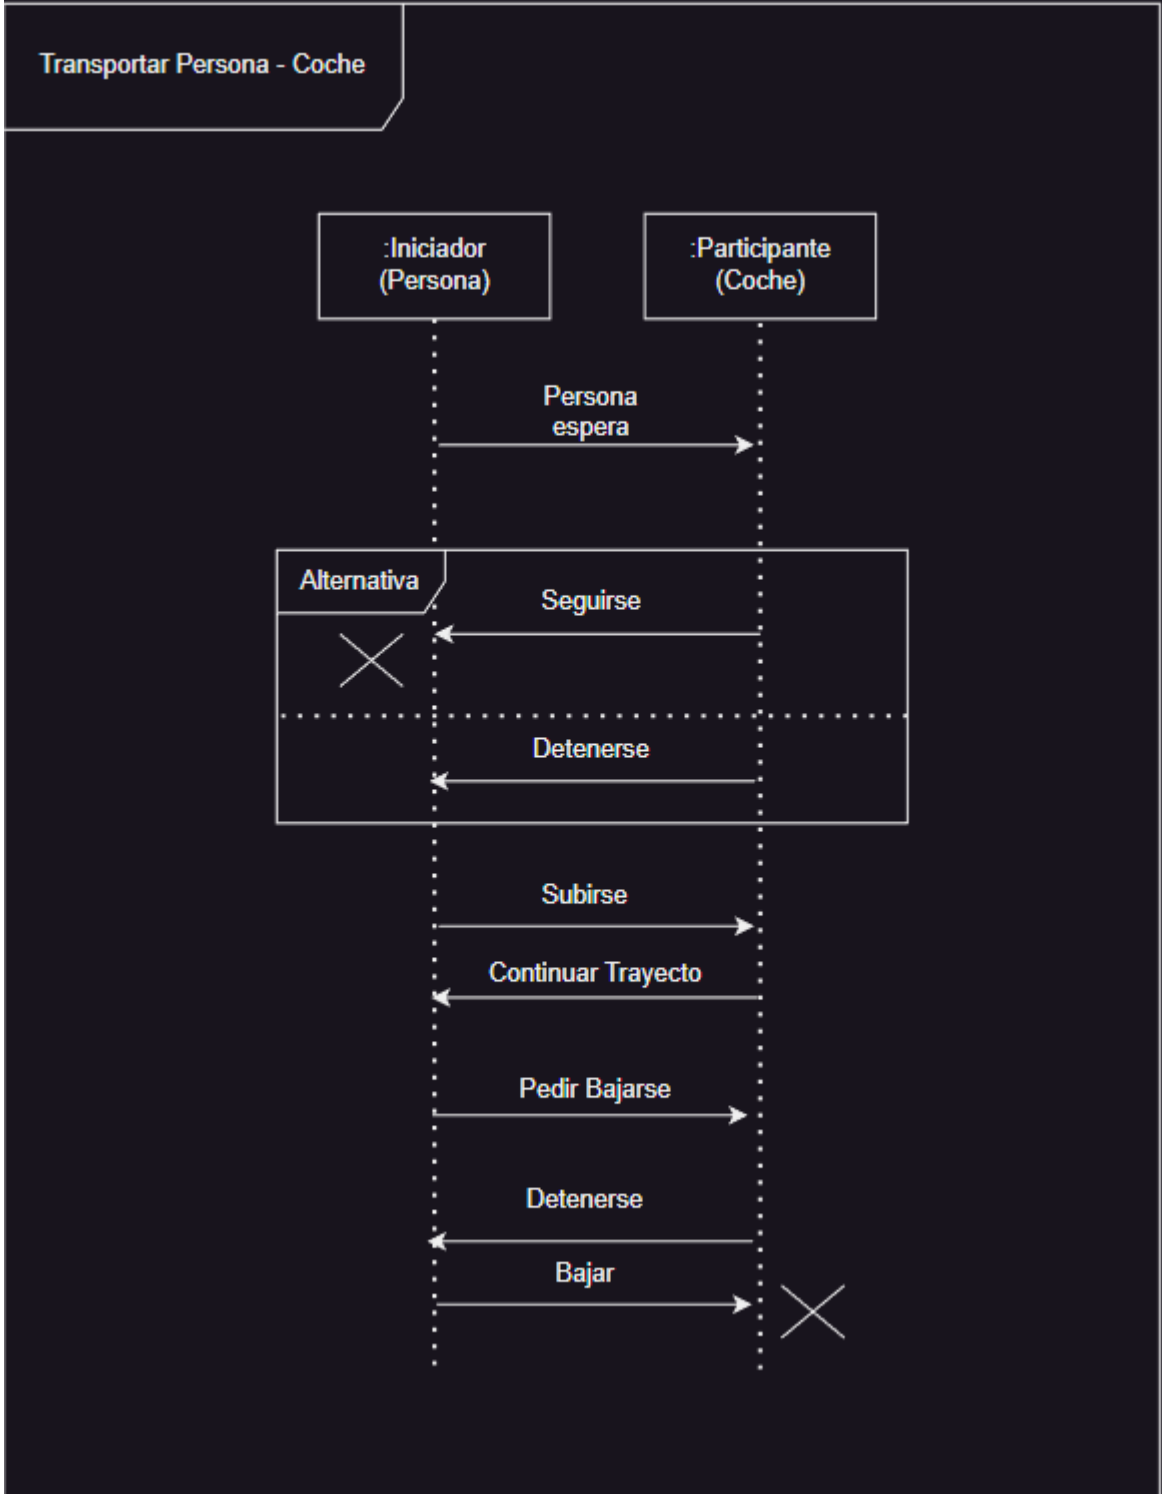 Transportar Persona - Coche
:Iniciador
(Persona)
:Participante
(Coche)
Persona
espera
Alternativa
Seguirse
Detenerse
Subirse
Continuar Trayecto
Pedir Bajarse
Detenerse
Bajar